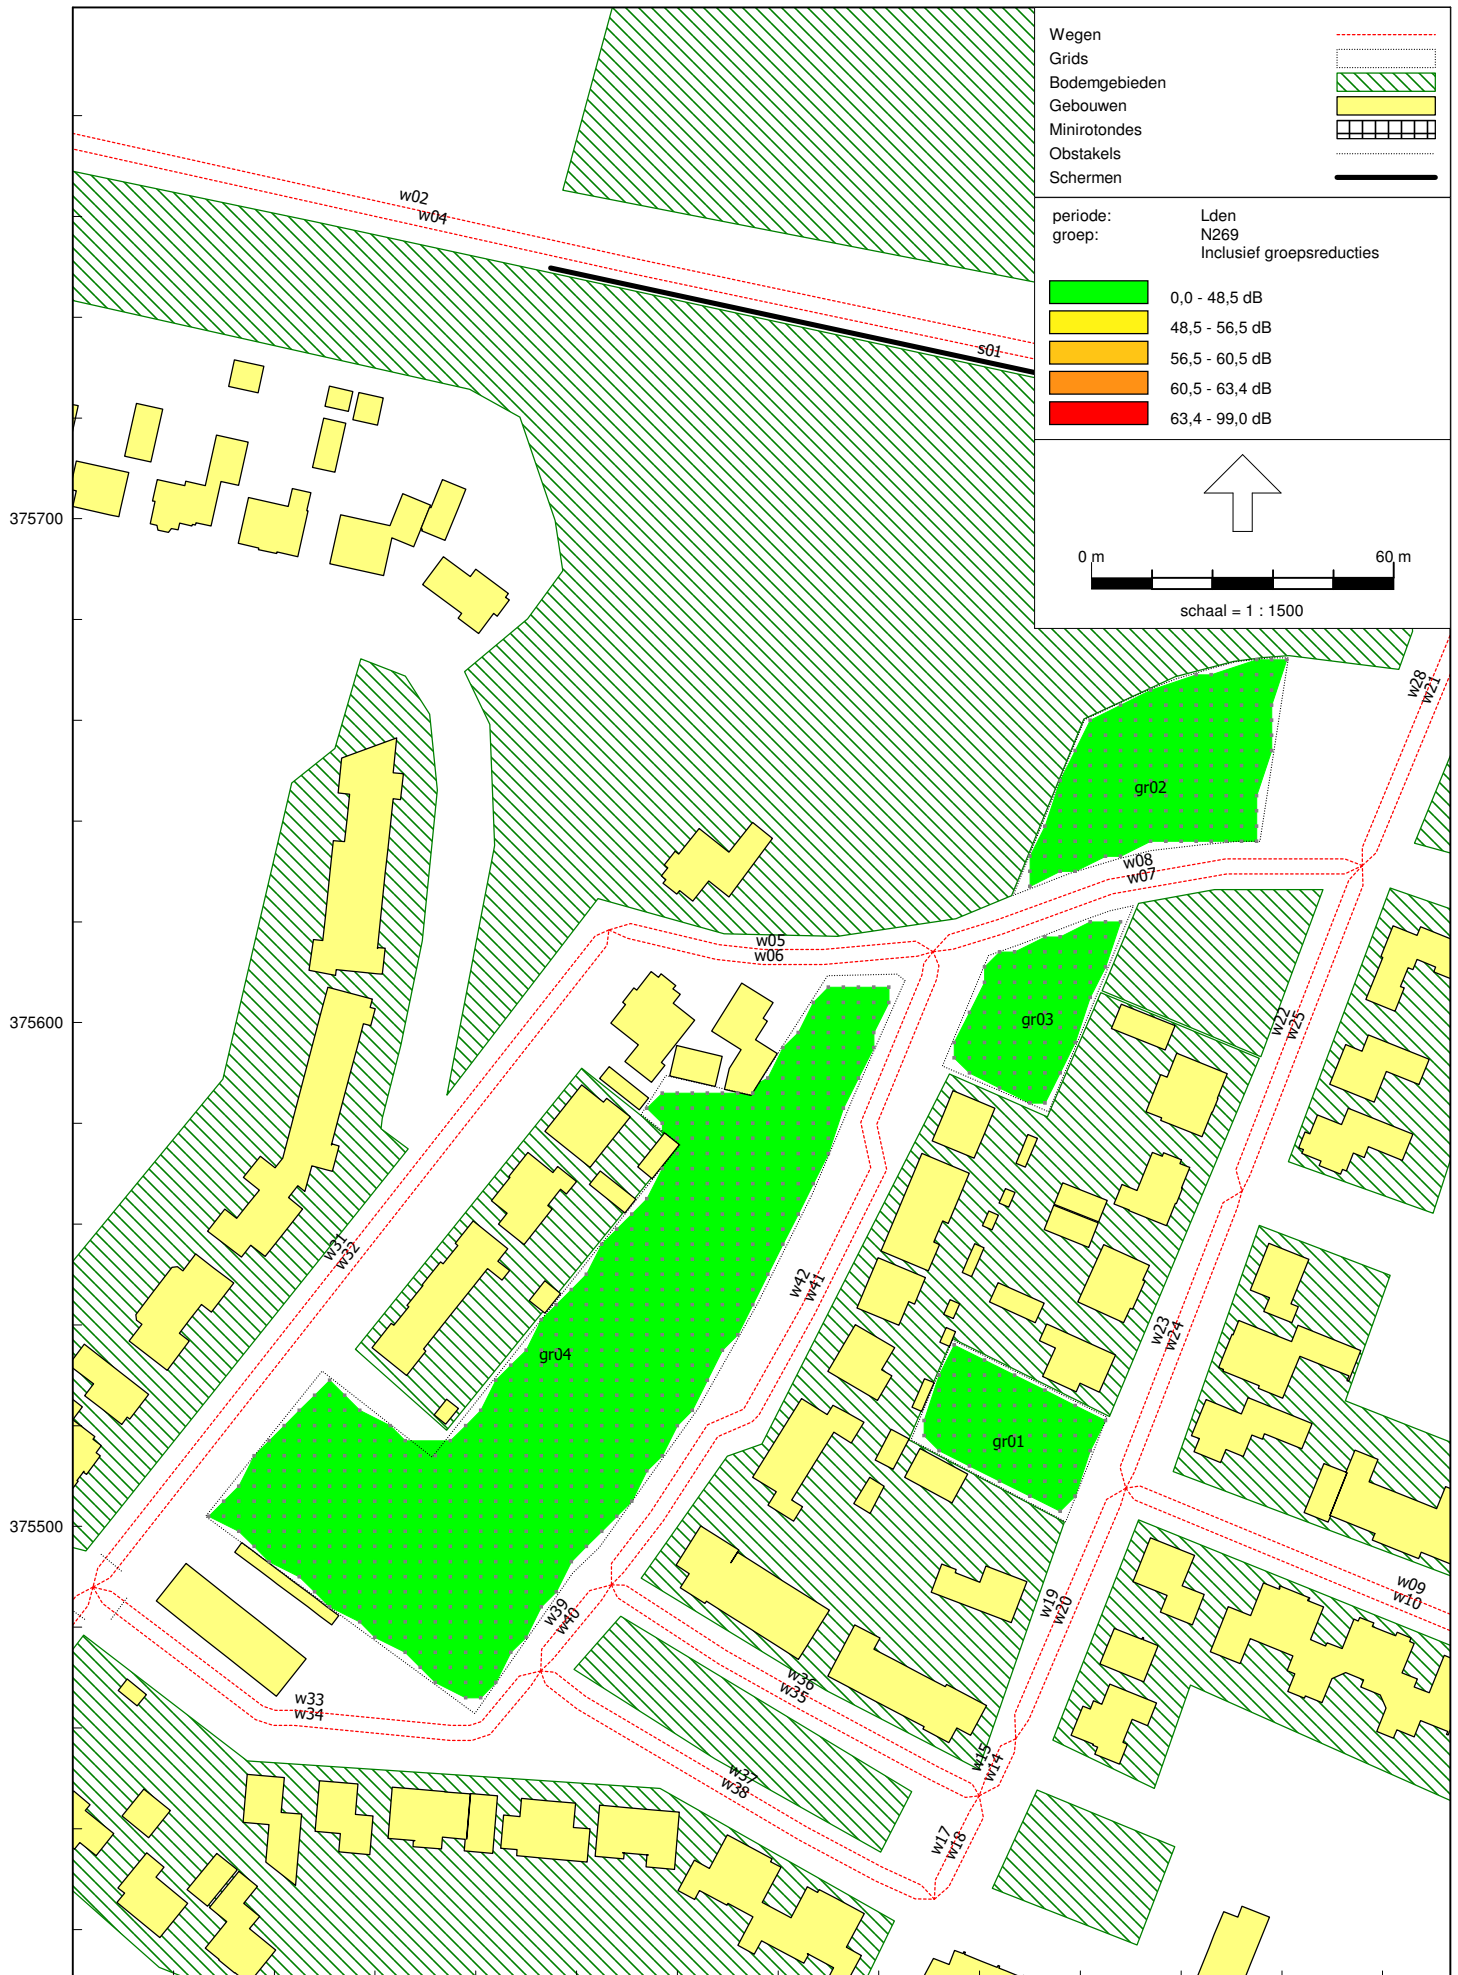 Wegen
Grids
Bodemgebieden
Gebouwen
Minirotondes
Obstakels
Schermen
periode: Lden
groep: N269
Inclusief groepsreducties
0,0 - 48,5 dB
48,5 - 56,5 dB
56,5 - 60,5 dB
60,5 - 63,4 dB
63,4 - 99,0 dB
0 m 60 m
schaal = 1 : 1500
w02
w04
s01
375700
w28
w21
gr02
w08
w07
w05
w06
gr03
375600
w22
w25
w31
w32
w42
w41
w23
w24
gr04
gr01
375500
w09
w10
w39
w40
w19
w20
w36
w35
w33
w34
w15
w14
w37
w38
w17
w18